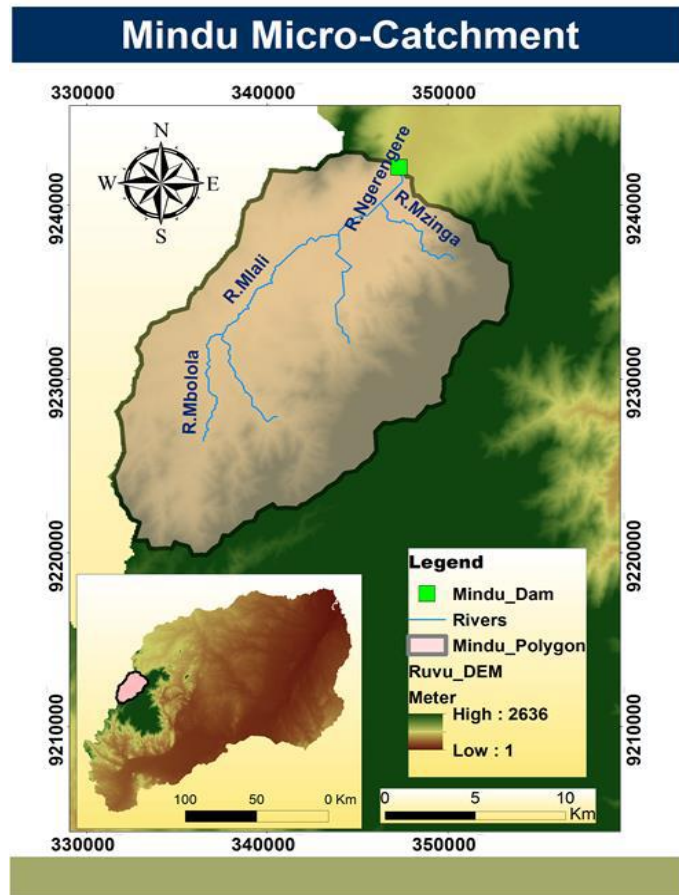 Mindu Micro-Catchment
330000 340000 350000
N
W E
S
9240000 9240000
9230000 9230000
9220000 9220000
9210000 9210000
R.Ngerengere
R.Mzinga
R.Mlali
R.Mbolola
Legend
Mindu_Dam
Rivers
Mindu_Polygon
Ruvu_DEM
Meter
High : 2636
Low : 1
100 50 0 Km
0 5 10
Km
330000 340000 350000